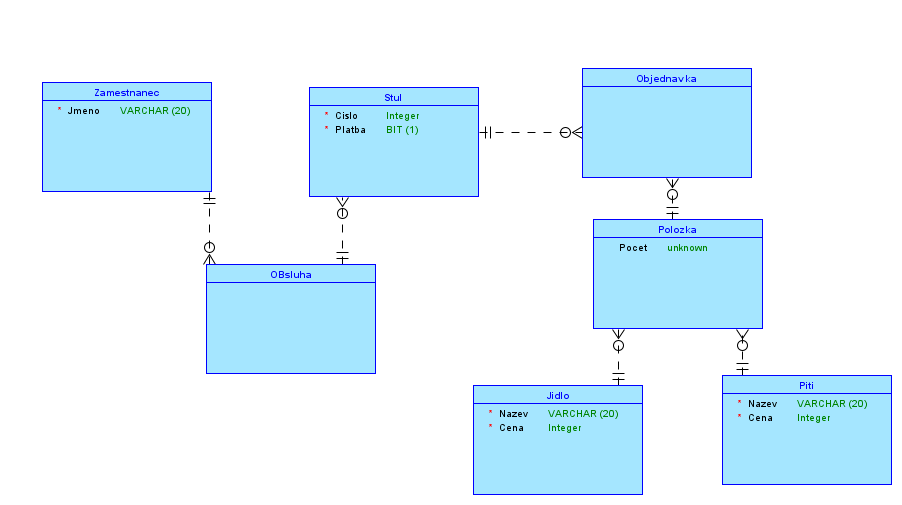 Zamestnanec
* Jmeno VARCHAR (20)
Stul
* Cislo Integer
* Platba BIT (1)
Objednavka
OBsluha
Polozka
Pocet unknown
Jidlo
* Nazev VARCHAR (20)
* Cena Integer
Piti
* Nazev VARCHAR (20)
* Cena Integer